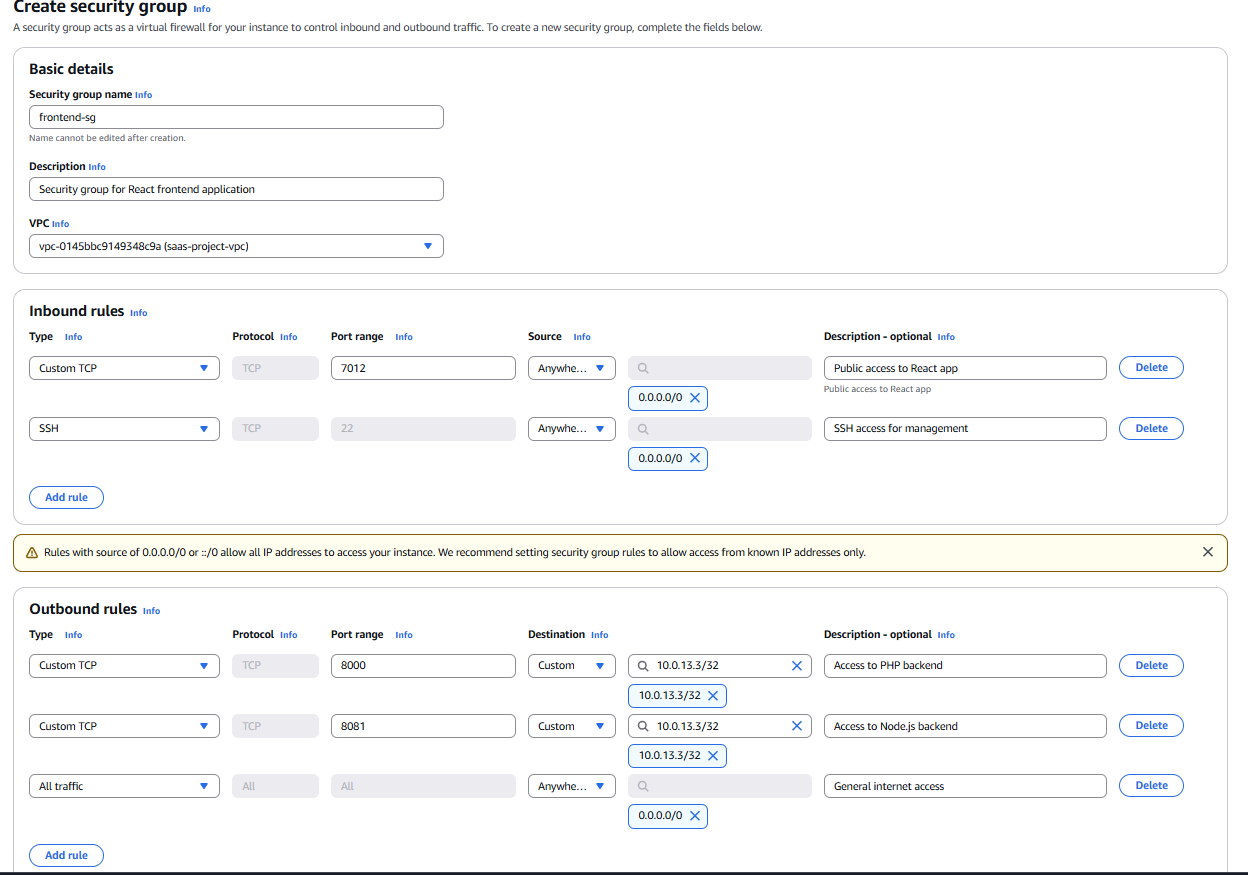 Create security group Info
A security group acts as a virtual firewall for your instance to control inbound and outbound traffic. To create a new security group, complete the fields below.
Basic details
Security group name Info
frontend-sg
Name cannot be edited after creation.
Description Info
Security group for React frontend application
VPC Info
vpc-0145bbc9149348c9a (saas-project-vpc)
Inbound rules Info
Type Info Protocol Info Port range Info Source Info Description - optional Info
Custom TCP TCP 7012 Anywhe... Public access to React app Delete
0.0.0.0/0 Public access to React app
SSH TCP 22 Anywhe... SSH access for management Delete
0.0.0.0/0
Add rule
Rules with source of 0.0.0.0/0 or ::/0 allow all IP addresses to access your instance. We recommend setting security group rules to allow access from known IP addresses only.
Outbound rules Info
Type Info Protocol Info Port range Info Destination Info Description - optional Info
Custom TCP TCP 8000 Custom 10.0.13.3/32 Access to PHP backend Delete
10.0.13.3/32
Custom TCP TCP 8081 Custom 10.0.13.3/32 Access to Node.js backend Delete
10.0.13.3/32
All traffic All All Anywhe... General internet access Delete
0.0.0.0/0
Add rule